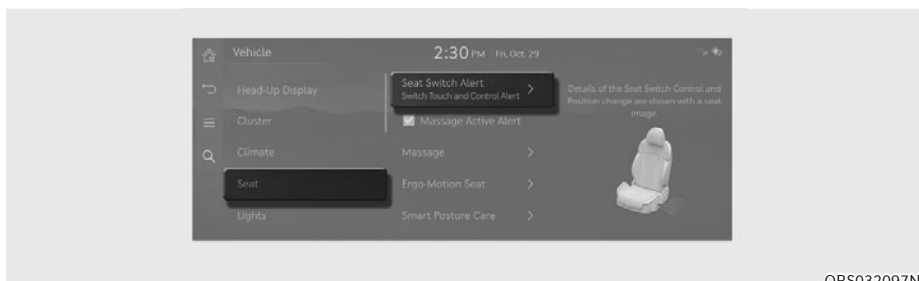 Vehicle
2:30 PM Fri, Oct. 29
Head-Up Display
Cluster
Climate
Seat
Lights
Seat Switch Alert
Switch Touch and Control Alert
Massage Active Alert
Massage
Ergo Motion Seat
Smart Posture Care
Details of the Seat Switch Control and
Position change are shown with a seat
image.